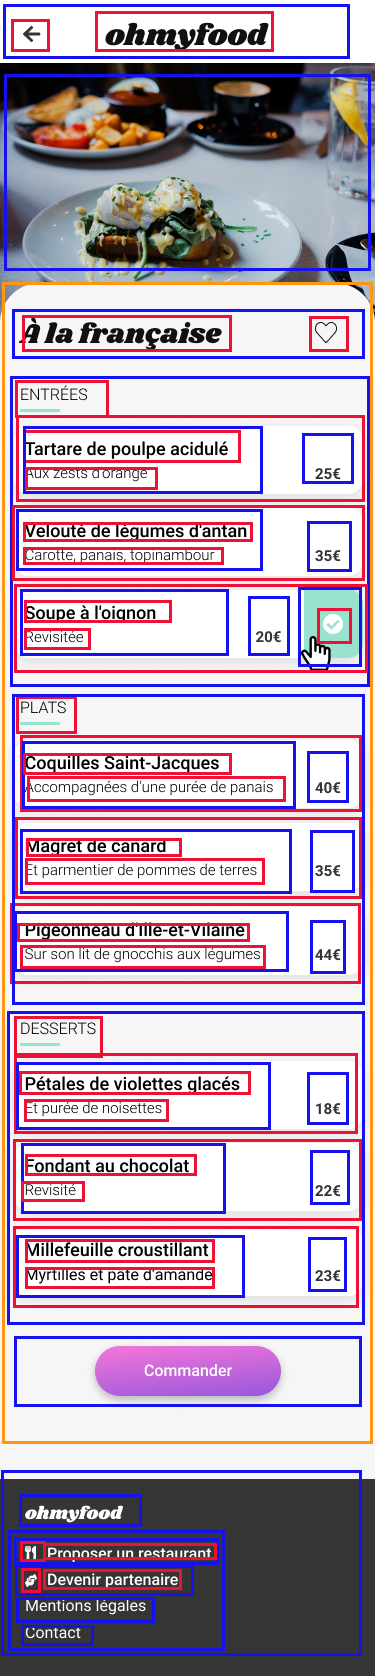 ohmyfood
À la française
ENTRÉES
Tartare de poulpe acidulé
Aux zests d'orange
25€
Velouté de légumes d'antan
Carotte, panais, topinambour
35€
Soupe à l'oignon
Revisitée
20€
PLATS
Coquilles Saint-Jacques
Accompagnées d'une purée de panais
40€
Magret de canard
Et parmentier de pommes de terres
35€
Pigeonneau d'Ille-et-Vilaine
Sur son lit de gnocchis aux légumes
44€
DESSERTS
Pétales de violettes glacés
Et purée de noisettes
18€
Fondant au chocolat
Revisité
22€
Millefeuille croustillant
Myrtilles et pâte d'amande
23€
Commander
ohmyfood
Proposer un restaurant
Devenir partenaire
Mentions légales
Contact